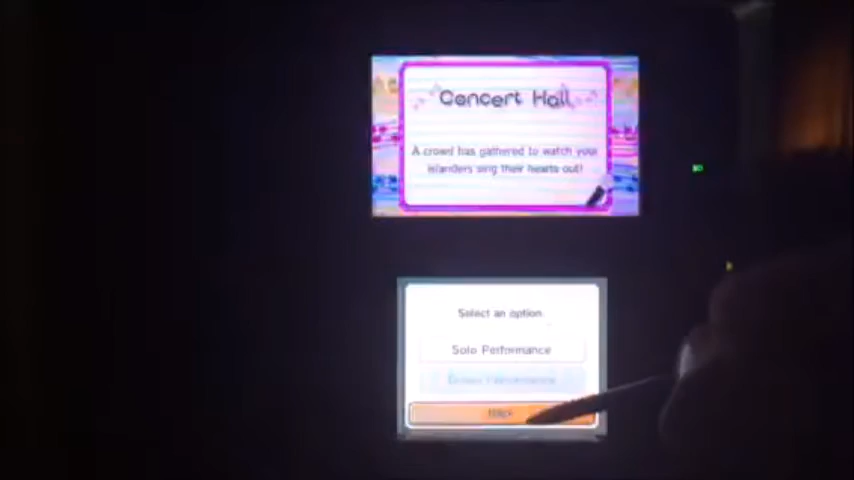 Concert Hall
A crowd has gathered to watch your
islanders sing their hearts out!
Select an option.
Solo Performance
Back